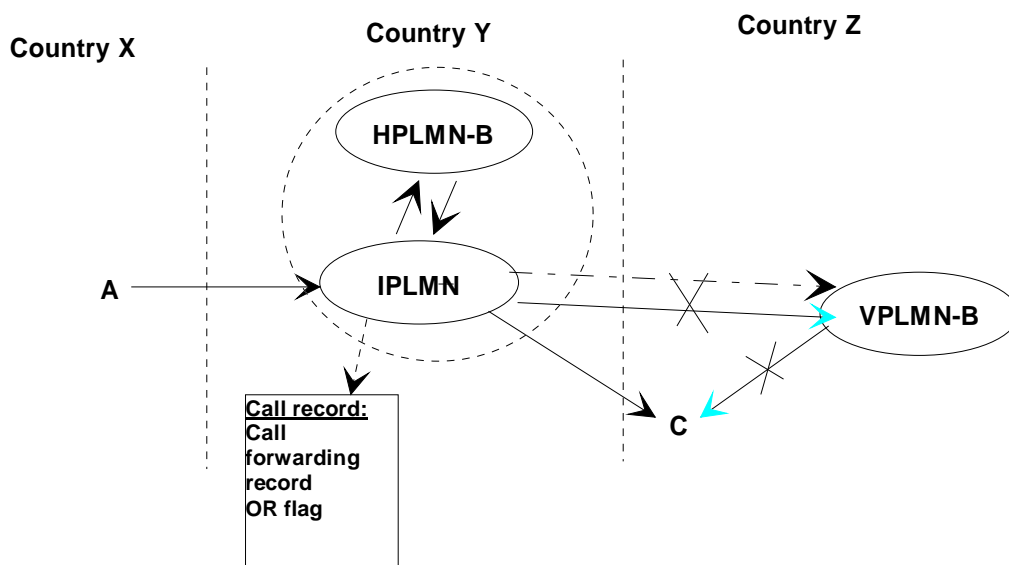 Country X
Country Y
Country Z
HPLMN-B
A
IPLMN
VPLMN-B
C
Call record:
Call
forwarding
record
OR flag